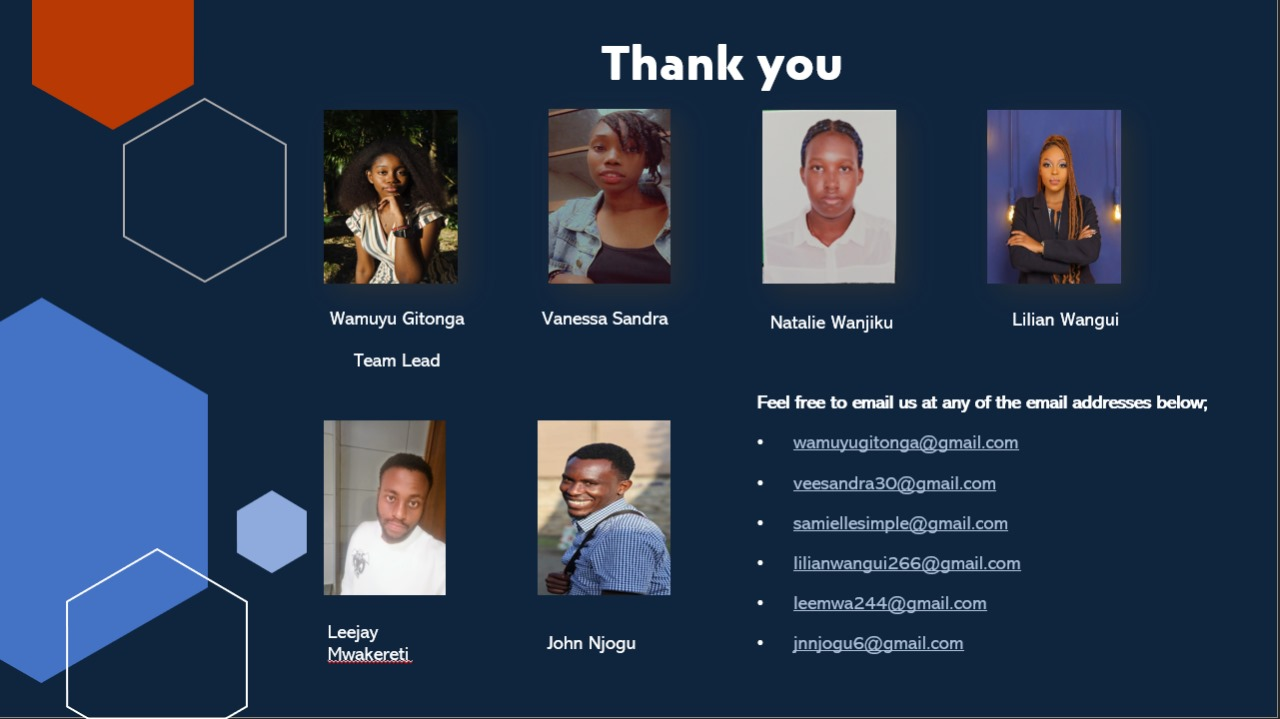 Thank you
Wamuyu Gitonga
Team Lead
Vanessa Sandra
Natalie Wanjiku
Lilian Wangui
Leejay
Mwakereti
John Njogu
Feel free to email us at any of the email addresses below;
• wamuyugitonga@gmail.com
• veesandra30@gmail.com
• samiellesimple@gmail.com
• lilianwangui266@gmail.com
• leemwa244@gmail.com
• jnnjogu6@gmail.com